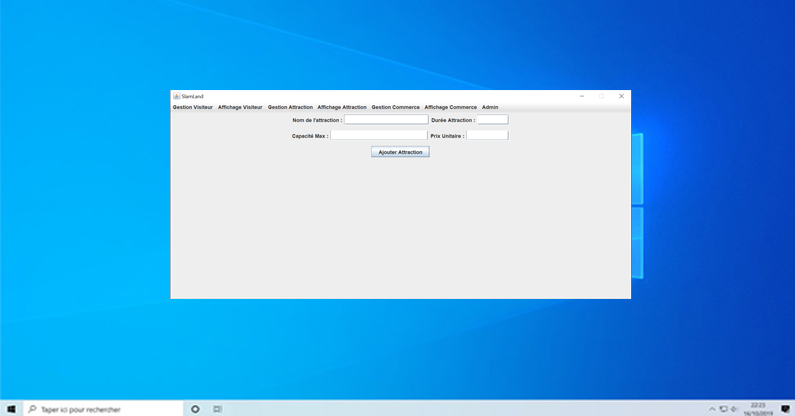 SlamLand
Gestion Visiteur Affichage Visiteur Gestion Attraction Affichage Attraction Gestion Commerce Affichage Commerce Admin
Nom de l'attraction : Durée Attraction :
Capacité Max : Prix Unitaire :
Ajouter Attraction
Taper ici pour rechercher
22:23
16/10/2019